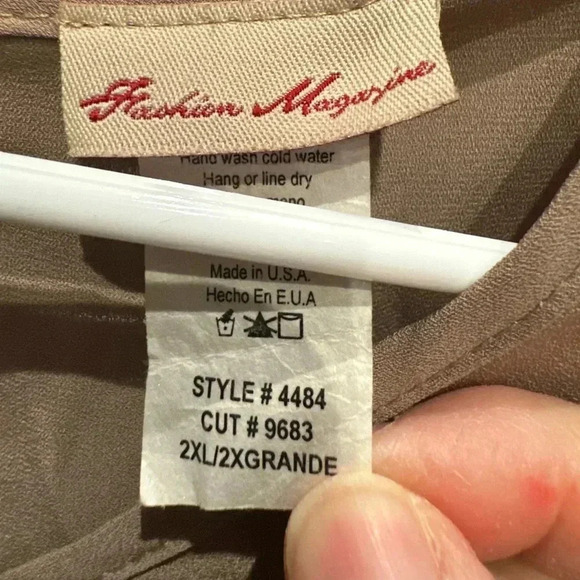 Fashion Magazine
Hand wash cold water
Hang or line dry
Made in U.S.A.
Hecho En E.U.A
STYLE # 4484
CUT # 9683
2XL/2XGRANDE